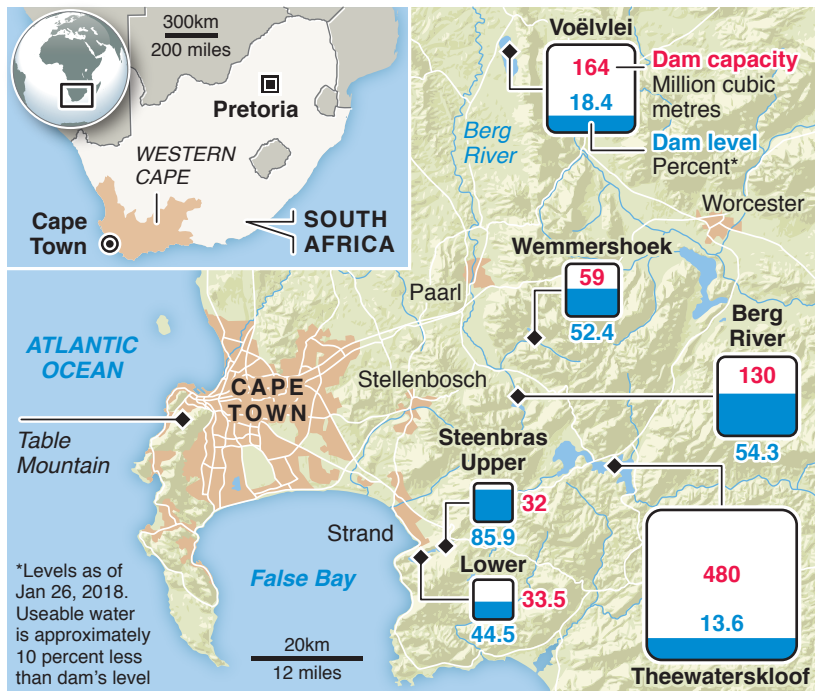 300km
200 miles
Pretoria
WESTERN
CAPE
Cape
Town
SOUTH
AFRICA
Voëlvlei
164
18.4
Dam capacity
Million cubic
metres
Dam level
Percent*
Berg
River
Worcester
Wemmershoek
59
52.4
Paarl
Berg
River
130
54.3
ATLANTIC
OCEAN
CAPE
TOWN
Stellenbosch
Table
Mountain
Steenbras
Upper
32
85.9
Strand
Lower
33.5
44.5
False Bay
480
13.6
Theewaterskloof
*Levels as of
Jan 26, 2018.
Useable water
is approximately
10 percent less
than dam's level
20km
12 miles